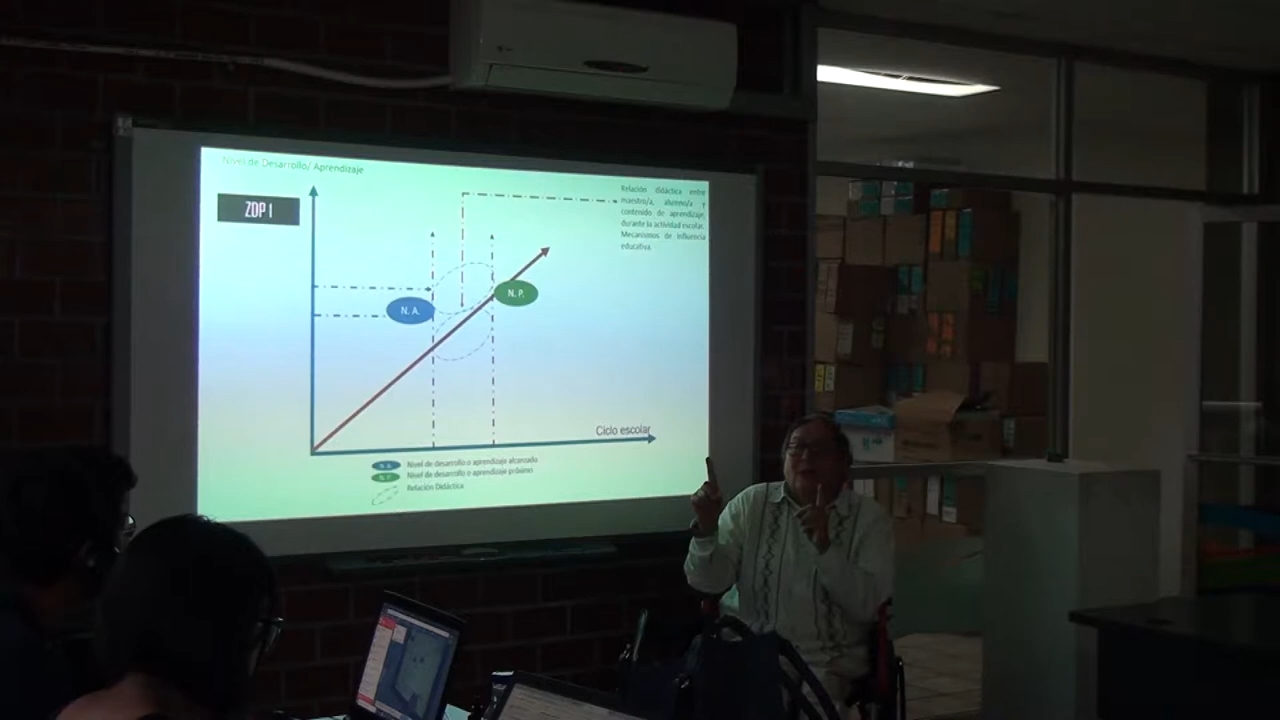 Nivel de Desarrollo/ Aprendizaje
ZDP I
Relación didáctica entre
maestro/a, alumno/a y
contenido de aprendizaje,
durante la actividad escolar.
Mecanismos de influencia
educativa.
N. A.
N. P.
Ciclo escolar
N. A. Nivel de desarrollo o aprendizaje alcanzado
N. P. Nivel de desarrollo o aprendizaje próximo
Relación Didáctica